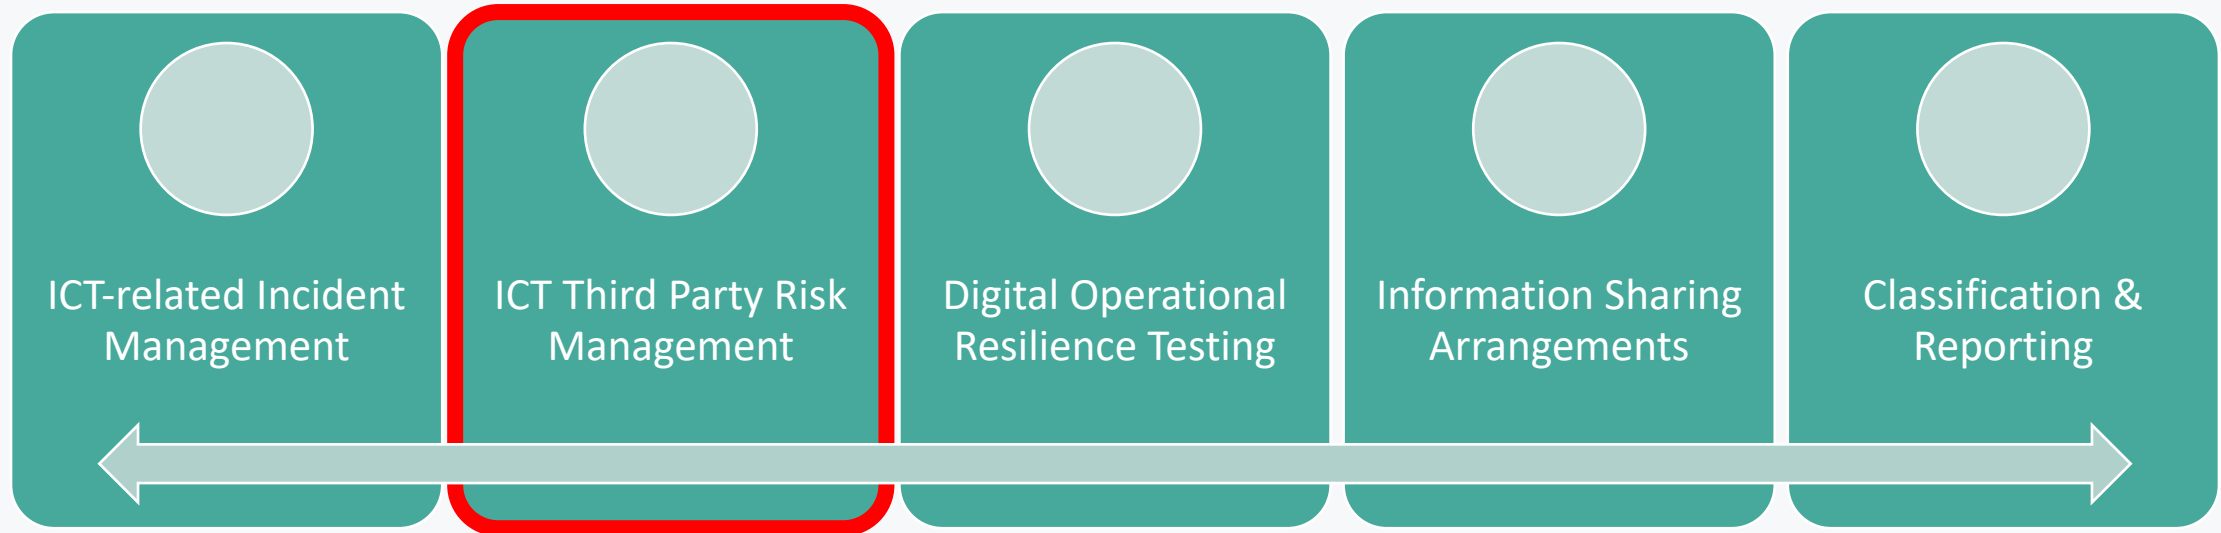 ICT-related Incident
Management
ICT Third Party Risk
Management
Digital Operational
Resilience Testing
Information Sharing
Arrangements
Classification &
Reporting